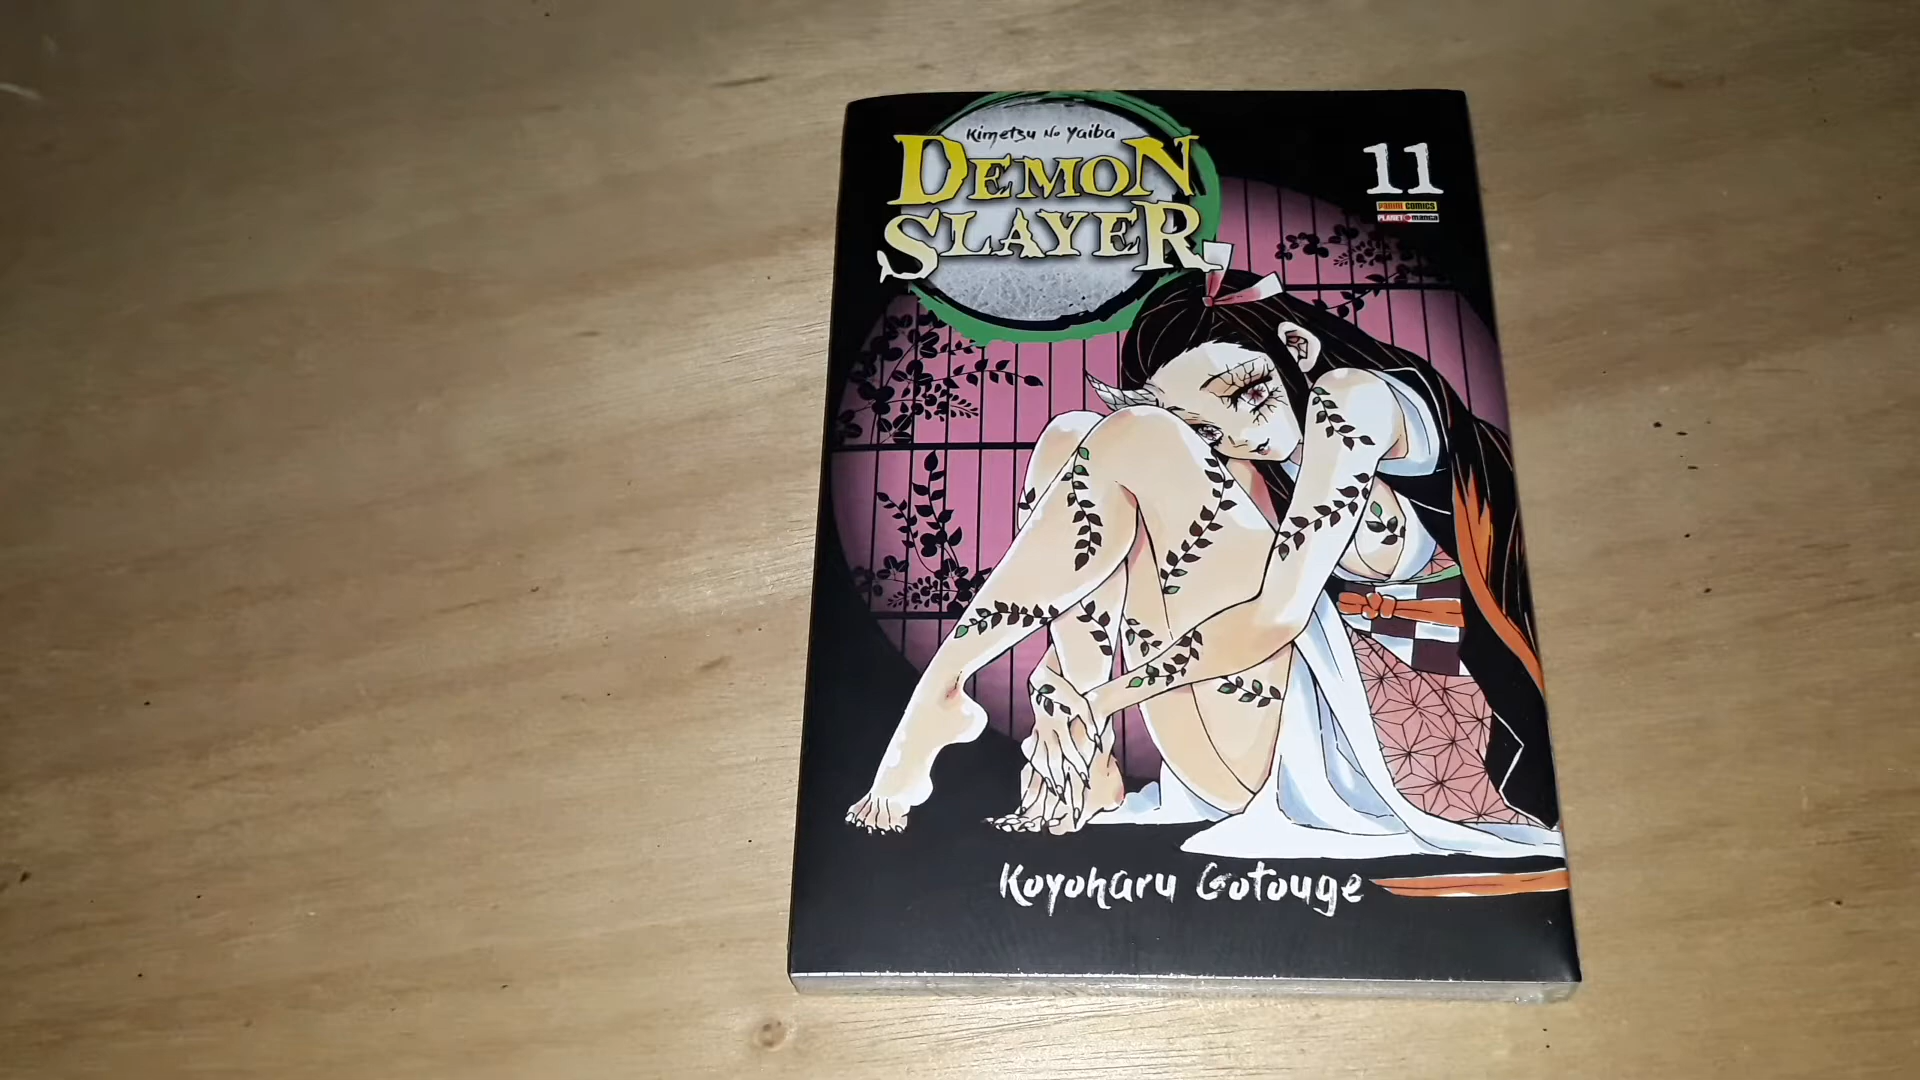 Kimetsu No Yaiba
DEMON
SLAYER
11
PANINI COMICS
PLANET manga
Koyoharu Gotouge